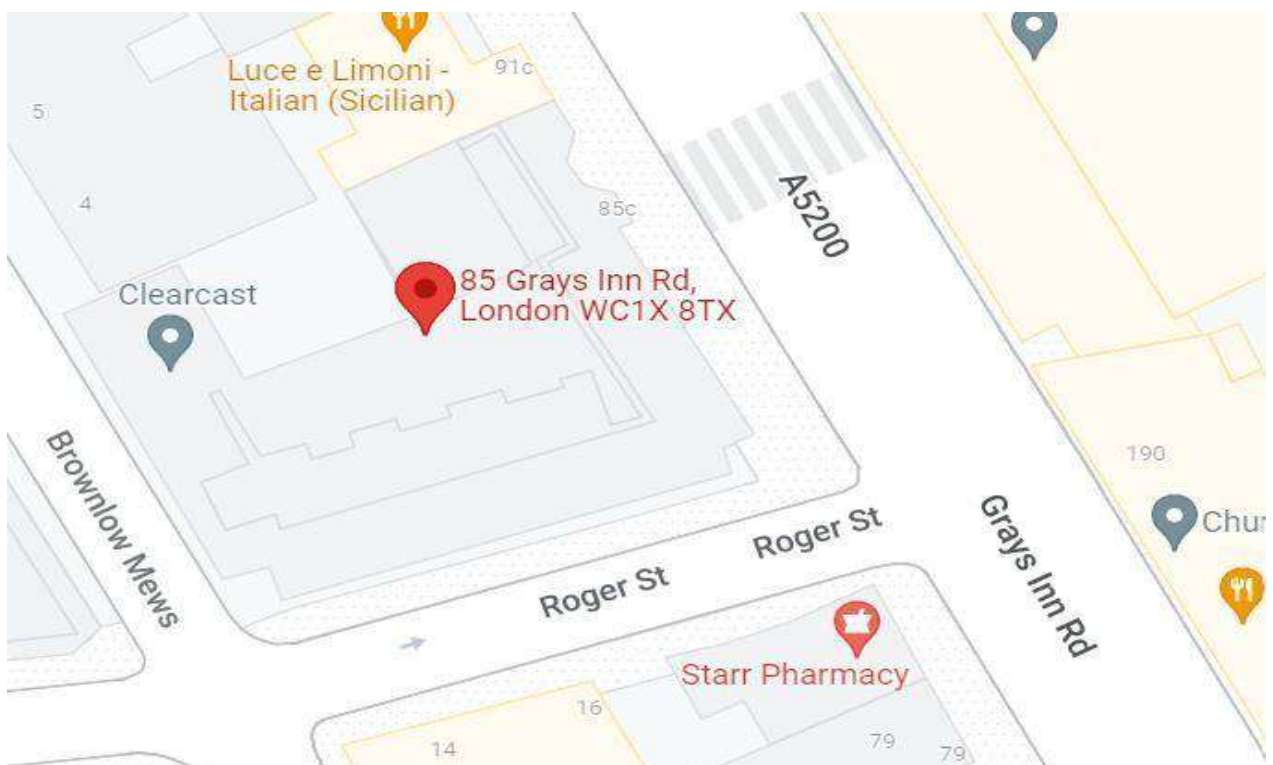 Luce e Limoni -
Italian (Sicilian)
91c
5
A5200
4
85c
Clearcast
85 Grays Inn Rd,
London WC1X 8TX
Brownlow Mews
190
Grays Inn Rd
Roger St
Roger St
Starr Pharmacy
16
14
79
79